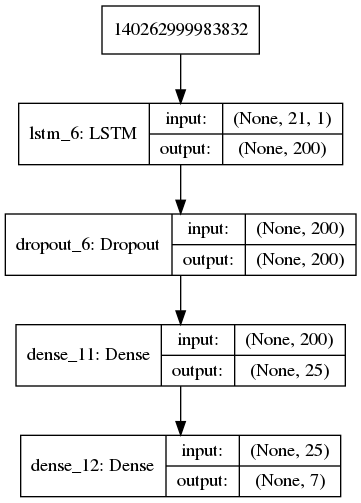 140262999983832
lstm_6: LSTM
input: (None, 21, 1)
output: (None, 200)
dropout_6: Dropout
input: (None, 200)
output: (None, 200)
dense_11: Dense
input: (None, 200)
output: (None, 25)
dense_12: Dense
input: (None, 25)
output: (None, 7)